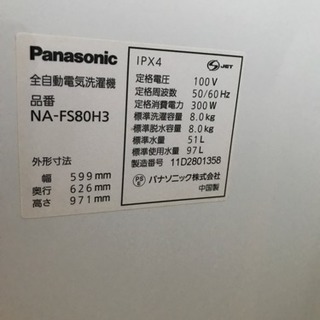 Panasonic
全自動電気洗濯機
品番
NA-FS80H3
外形寸法
幅 599mm
奥行 626mm
高さ 971mm
IPX4
JET
定格電圧 100V
定格周波数 50/60Hz
定格消費電力 300W
標準洗濯容量 8.0kg
標準脱水容量 8.0kg
標準水量 51L
標準使用水量 97L
製造番号 11D2801358
PS E パナソニック株式会社
中国製